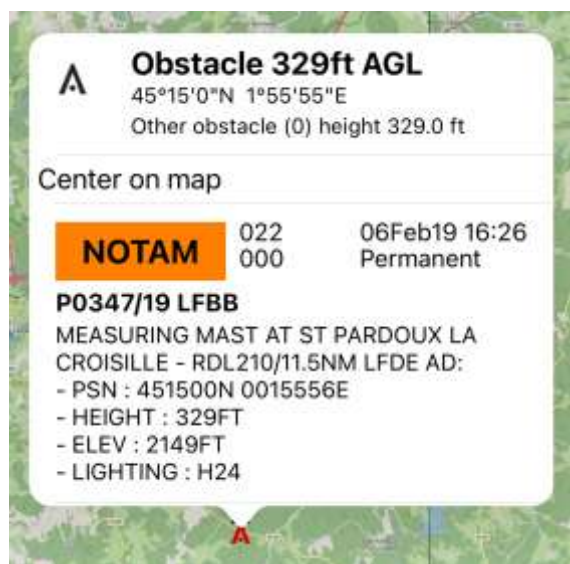 Obstacle 329ft AGL
45°15'0"N 1°55'55"E
Other obstacle (0) height 329.0 ft
Center on map
NOTAM
022
000
06Feb19 16:26
Permanent
P0347/19 LFBB
MEASURING MAST AT ST PARDOUX LA
CROISILLE - RDL210/11.5NM LFDE AD:
- PSN : 451500N 0015556E
- HEIGHT : 329FT
- ELEV : 2149FT
- LIGHTING : H24